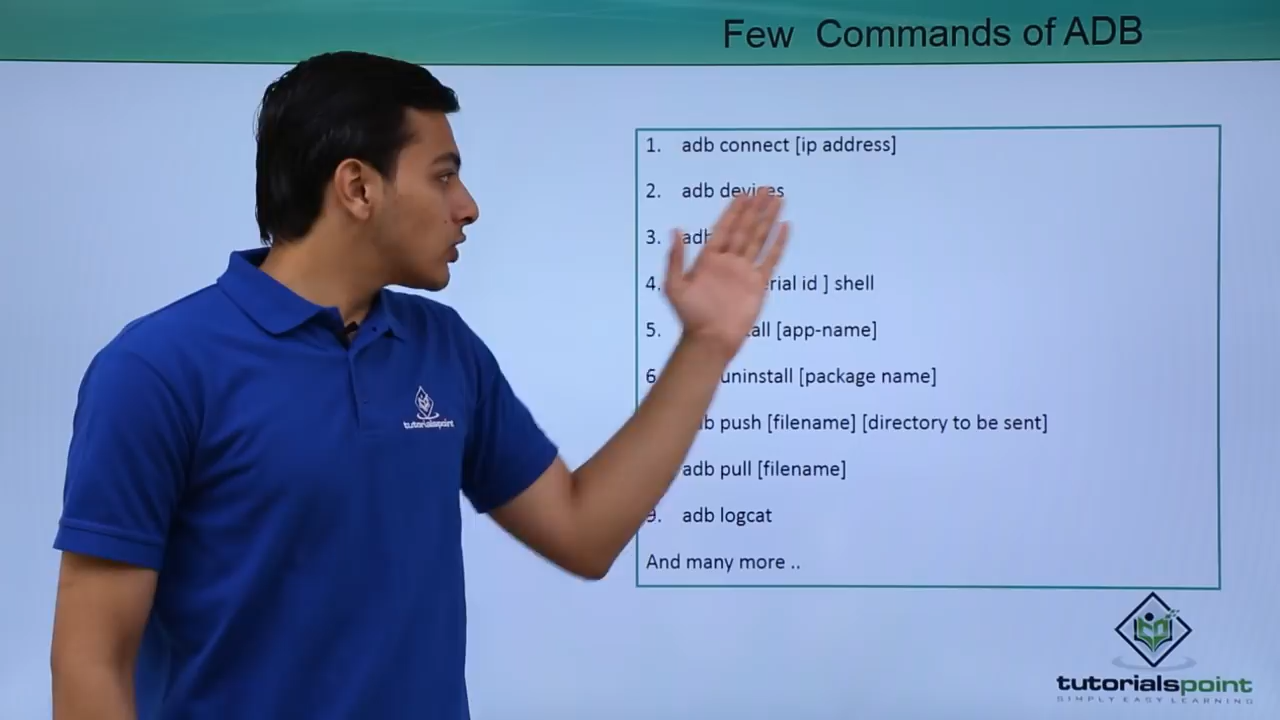 Few Commands of ADB
1. adb connect [ip address]
2. adb devices
3. adb
4. rial id ] shell
5. all [app-name]
6 uninstall [package name]
b push [filename] [directory to be sent]
adb pull [filename]
9. adb logcat
And many more ..
tutorialspoint
tutorialspoint
SIMPLY EASY LEARNING